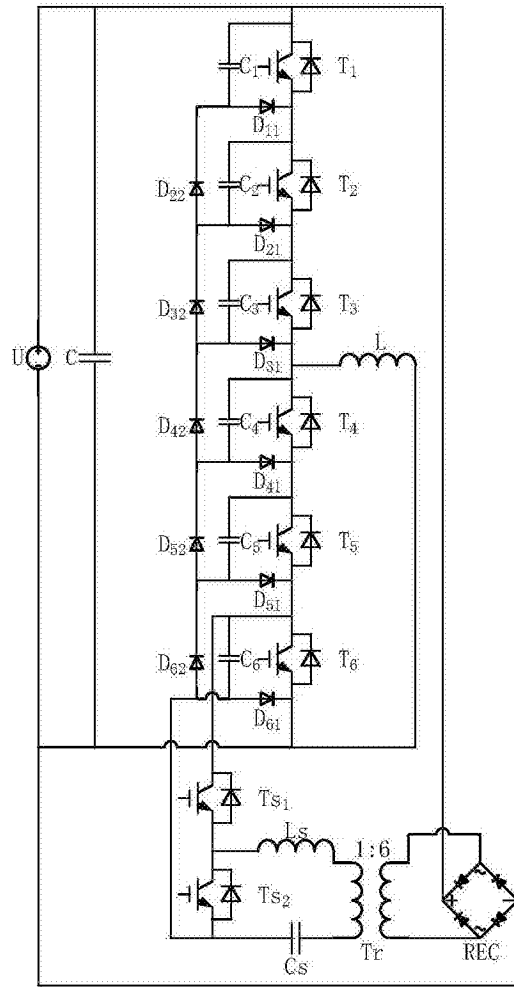 C₁ T₁
D₁₁
D₂₂ C₂ T₂
D₂₁
D₃₂ C₃ T₃
D₃₁
U C L
D₄₂ C₄ T₄
D₄₁
D₅₂ C₅ T₅
D₅₁
D₆₂ C₆ T₆
D₆₁
Ts₁
Ls 1:6
Ts₂
+ ~ ~ −
Cs Tr REC